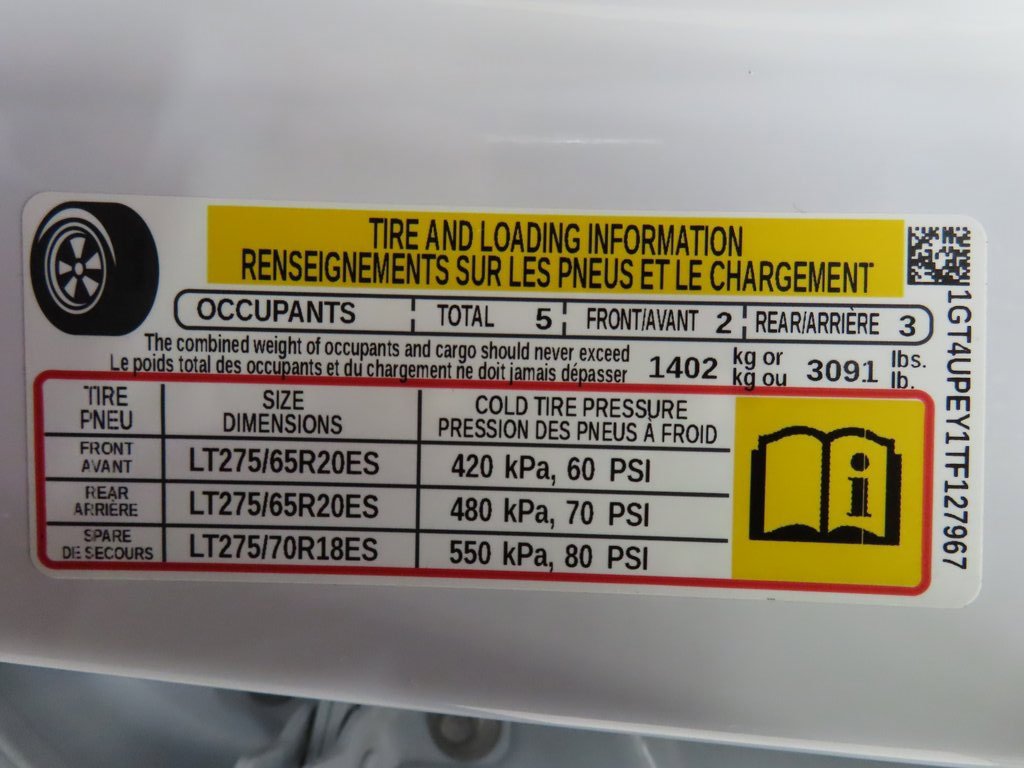 TIRE AND LOADING INFORMATION
RENSEIGNEMENTS SUR LES PNEUS ET LE CHARGEMENT
OCCUPANTS TOTAL 5 FRONT/AVANT 2 REAR/ARRIÈRE 3
The combined weight of occupants and cargo should never exceed
Le poids total des occupants et du chargement ne doit jamais dépasser
1402 kg or 3091 lbs.
kg ou lb.
TIRE SIZE COLD TIRE PRESSURE
PNEU DIMENSIONS PRESSION DES PNEUS À FROID
FRONT
AVANT LT275/65R20ES 420 kPa, 60 PSI
REAR
ARRIÈRE LT275/65R20ES 480 kPa, 70 PSI
SPARE
DE SECOURS LT275/70R18ES 550 kPa, 80 PSI
i
1GT4UPEY1TF127967